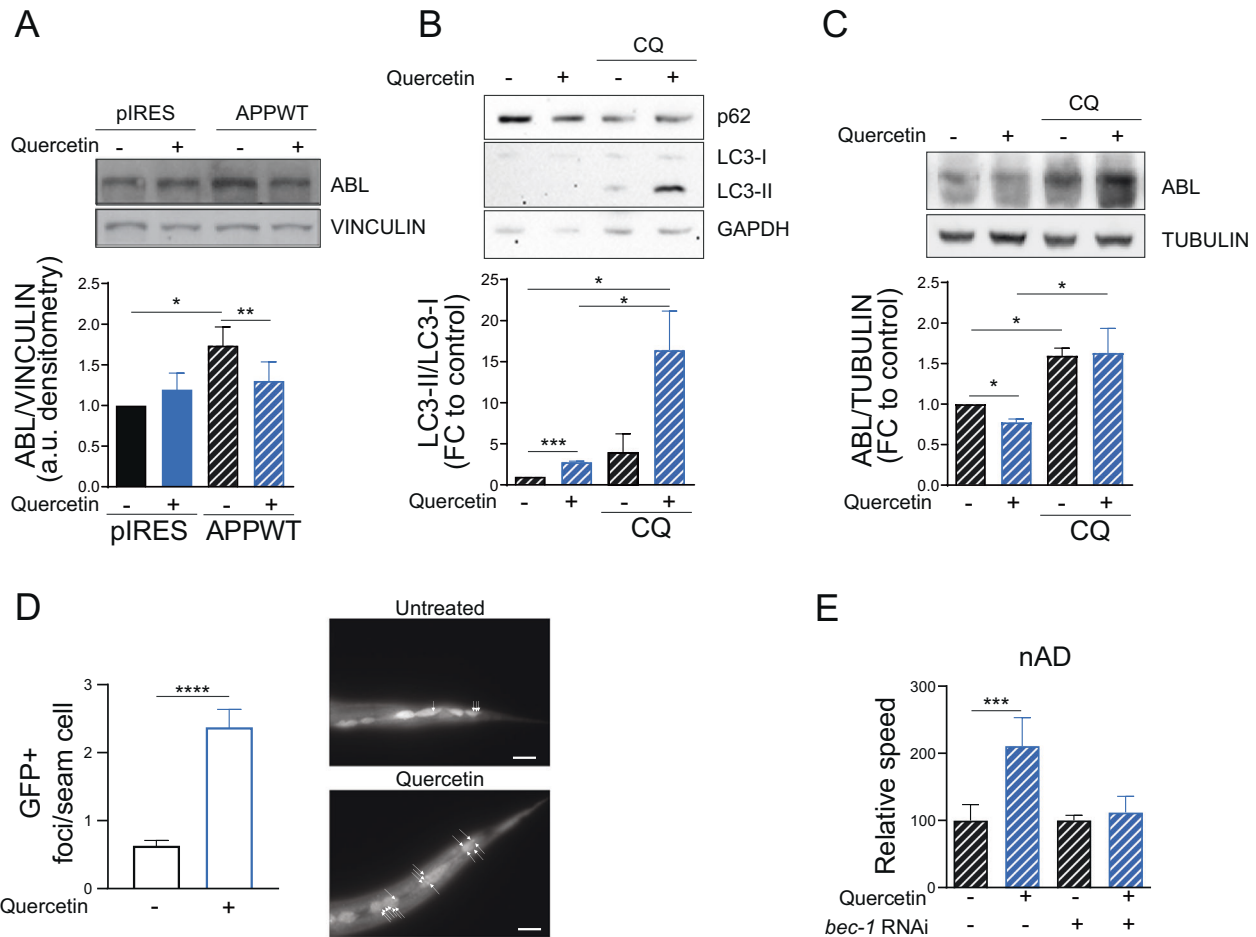 A
pIRES APPWT
Quercetin - + - +
ABL
VINCULIN
ABL/VINCULIN
(a.u. densitometry)
2.5
2.0
1.5
1.0
0.5
0.0
* **
Quercetin - + - +
pIRES APPWT
B
CQ
Quercetin - + - +
p62
LC3-I
LC3-II
GAPDH
LC3-II/LC3-I
(FC to control)
25
20
15
10
5
0
*
*
***
- + - +
CQ
C
CQ
Quercetin - + - +
ABL
TUBULIN
ABL/TUBULIN
(FC to control)
2.5
2.0
1.5
1.0
0.5
0.0
*
*
*
Quercetin - + - +
CQ
D
GFP+
foci/seam cell
3
2
1
0
****
Quercetin - +
Untreated
Quercetin
E
nAD
Relative speed
300
200
100
0
***
Quercetin - + - +
bec-1 RNAi - - + +